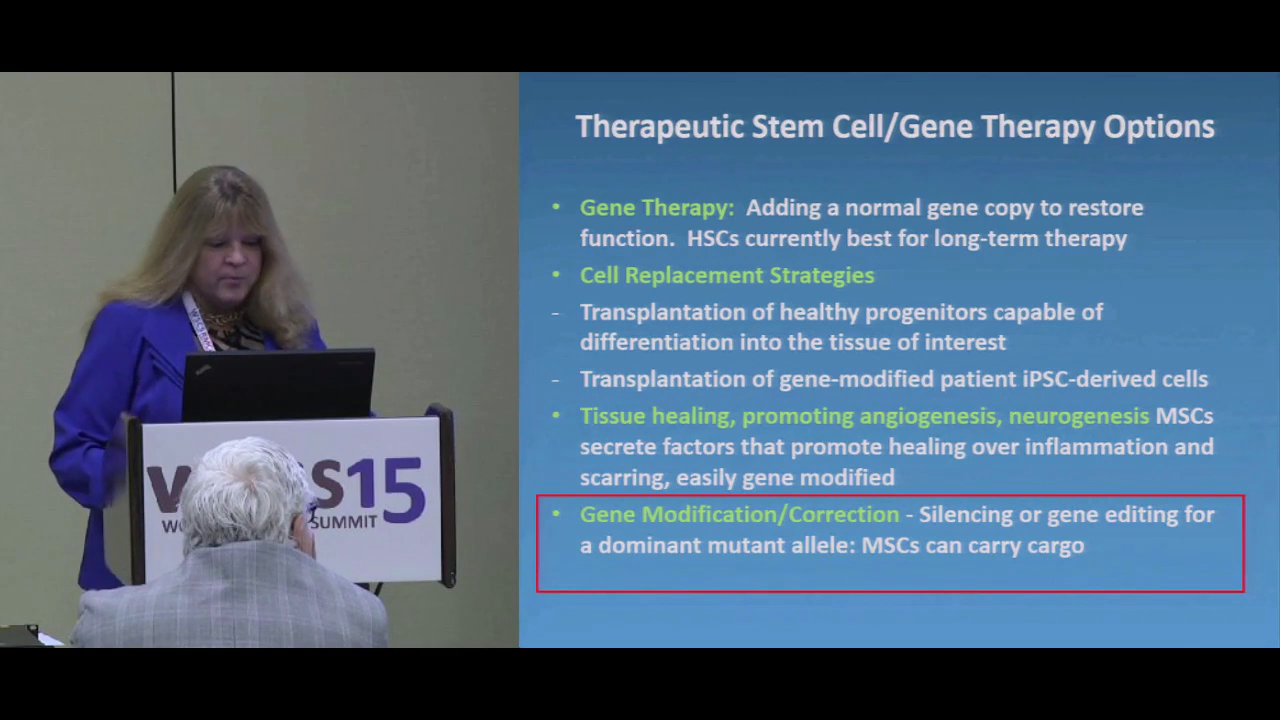 Therapeutic Stem Cell/Gene Therapy Options
• Gene Therapy: Adding a normal gene copy to restore
function. HSCs currently best for long-term therapy
• Cell Replacement Strategies
- Transplantation of healthy progenitors capable of
differentiation into the tissue of interest
- Transplantation of gene-modified patient iPSC-derived cells
• Tissue healing, promoting angiogenesis, neurogenesis MSCs
secrete factors that promote healing over inflammation and
scarring, easily gene modified
• Gene Modification/Correction - Silencing or gene editing for
a dominant mutant allele: MSCs can carry cargo
S15
SUMMIT